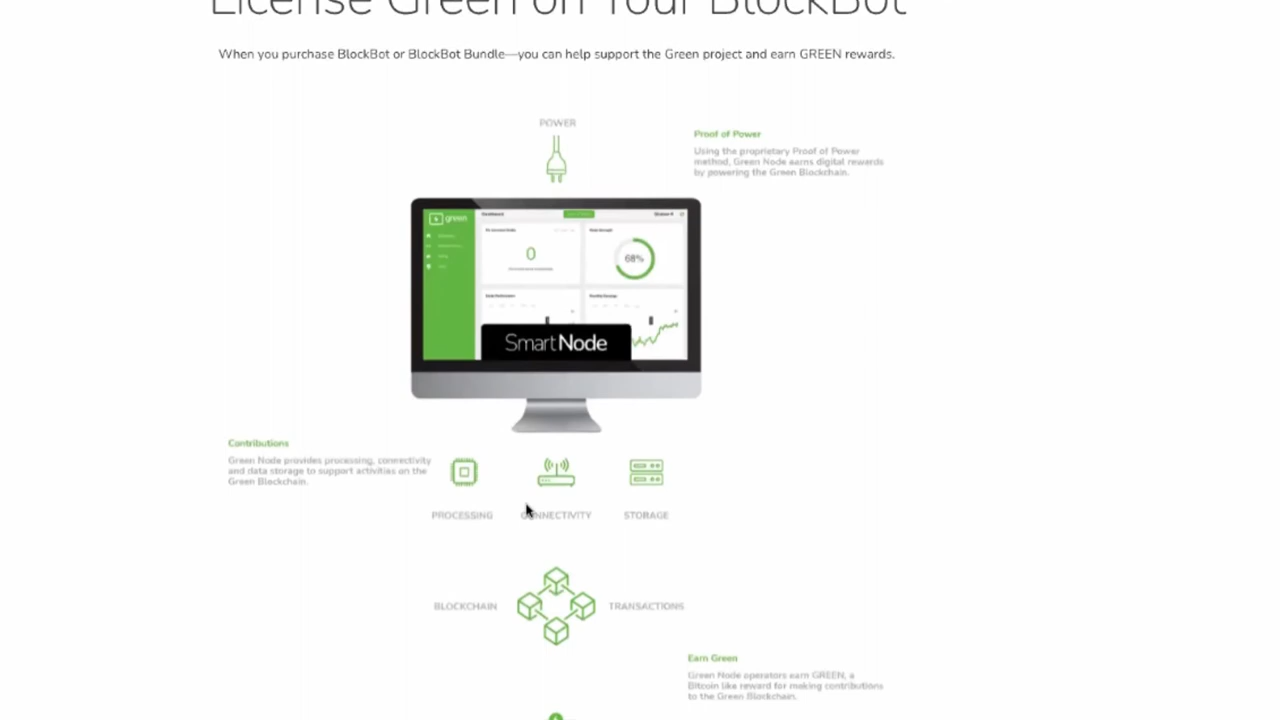 License Green on Your BlockBot
When you purchase BlockBot or BlockBot Bundle—you can help support the Green project and earn GREEN rewards.
POWER
Proof of Power
Using the proprietary Proof of Power
method, Green Node earns digital rewards
by powering the Green Blockchain.
green
Dashboard
0
68%
SmartNode
Contributions
Green Node provides processing, connectivity
and data storage to support activities on the
Green Blockchain.
PROCESSING
CONNECTIVITY
STORAGE
BLOCKCHAIN
TRANSACTIONS
Earn Green
Green Node operators earn GREEN, a
Bitcoin like reward for making contributions
to the Green Blockchain.